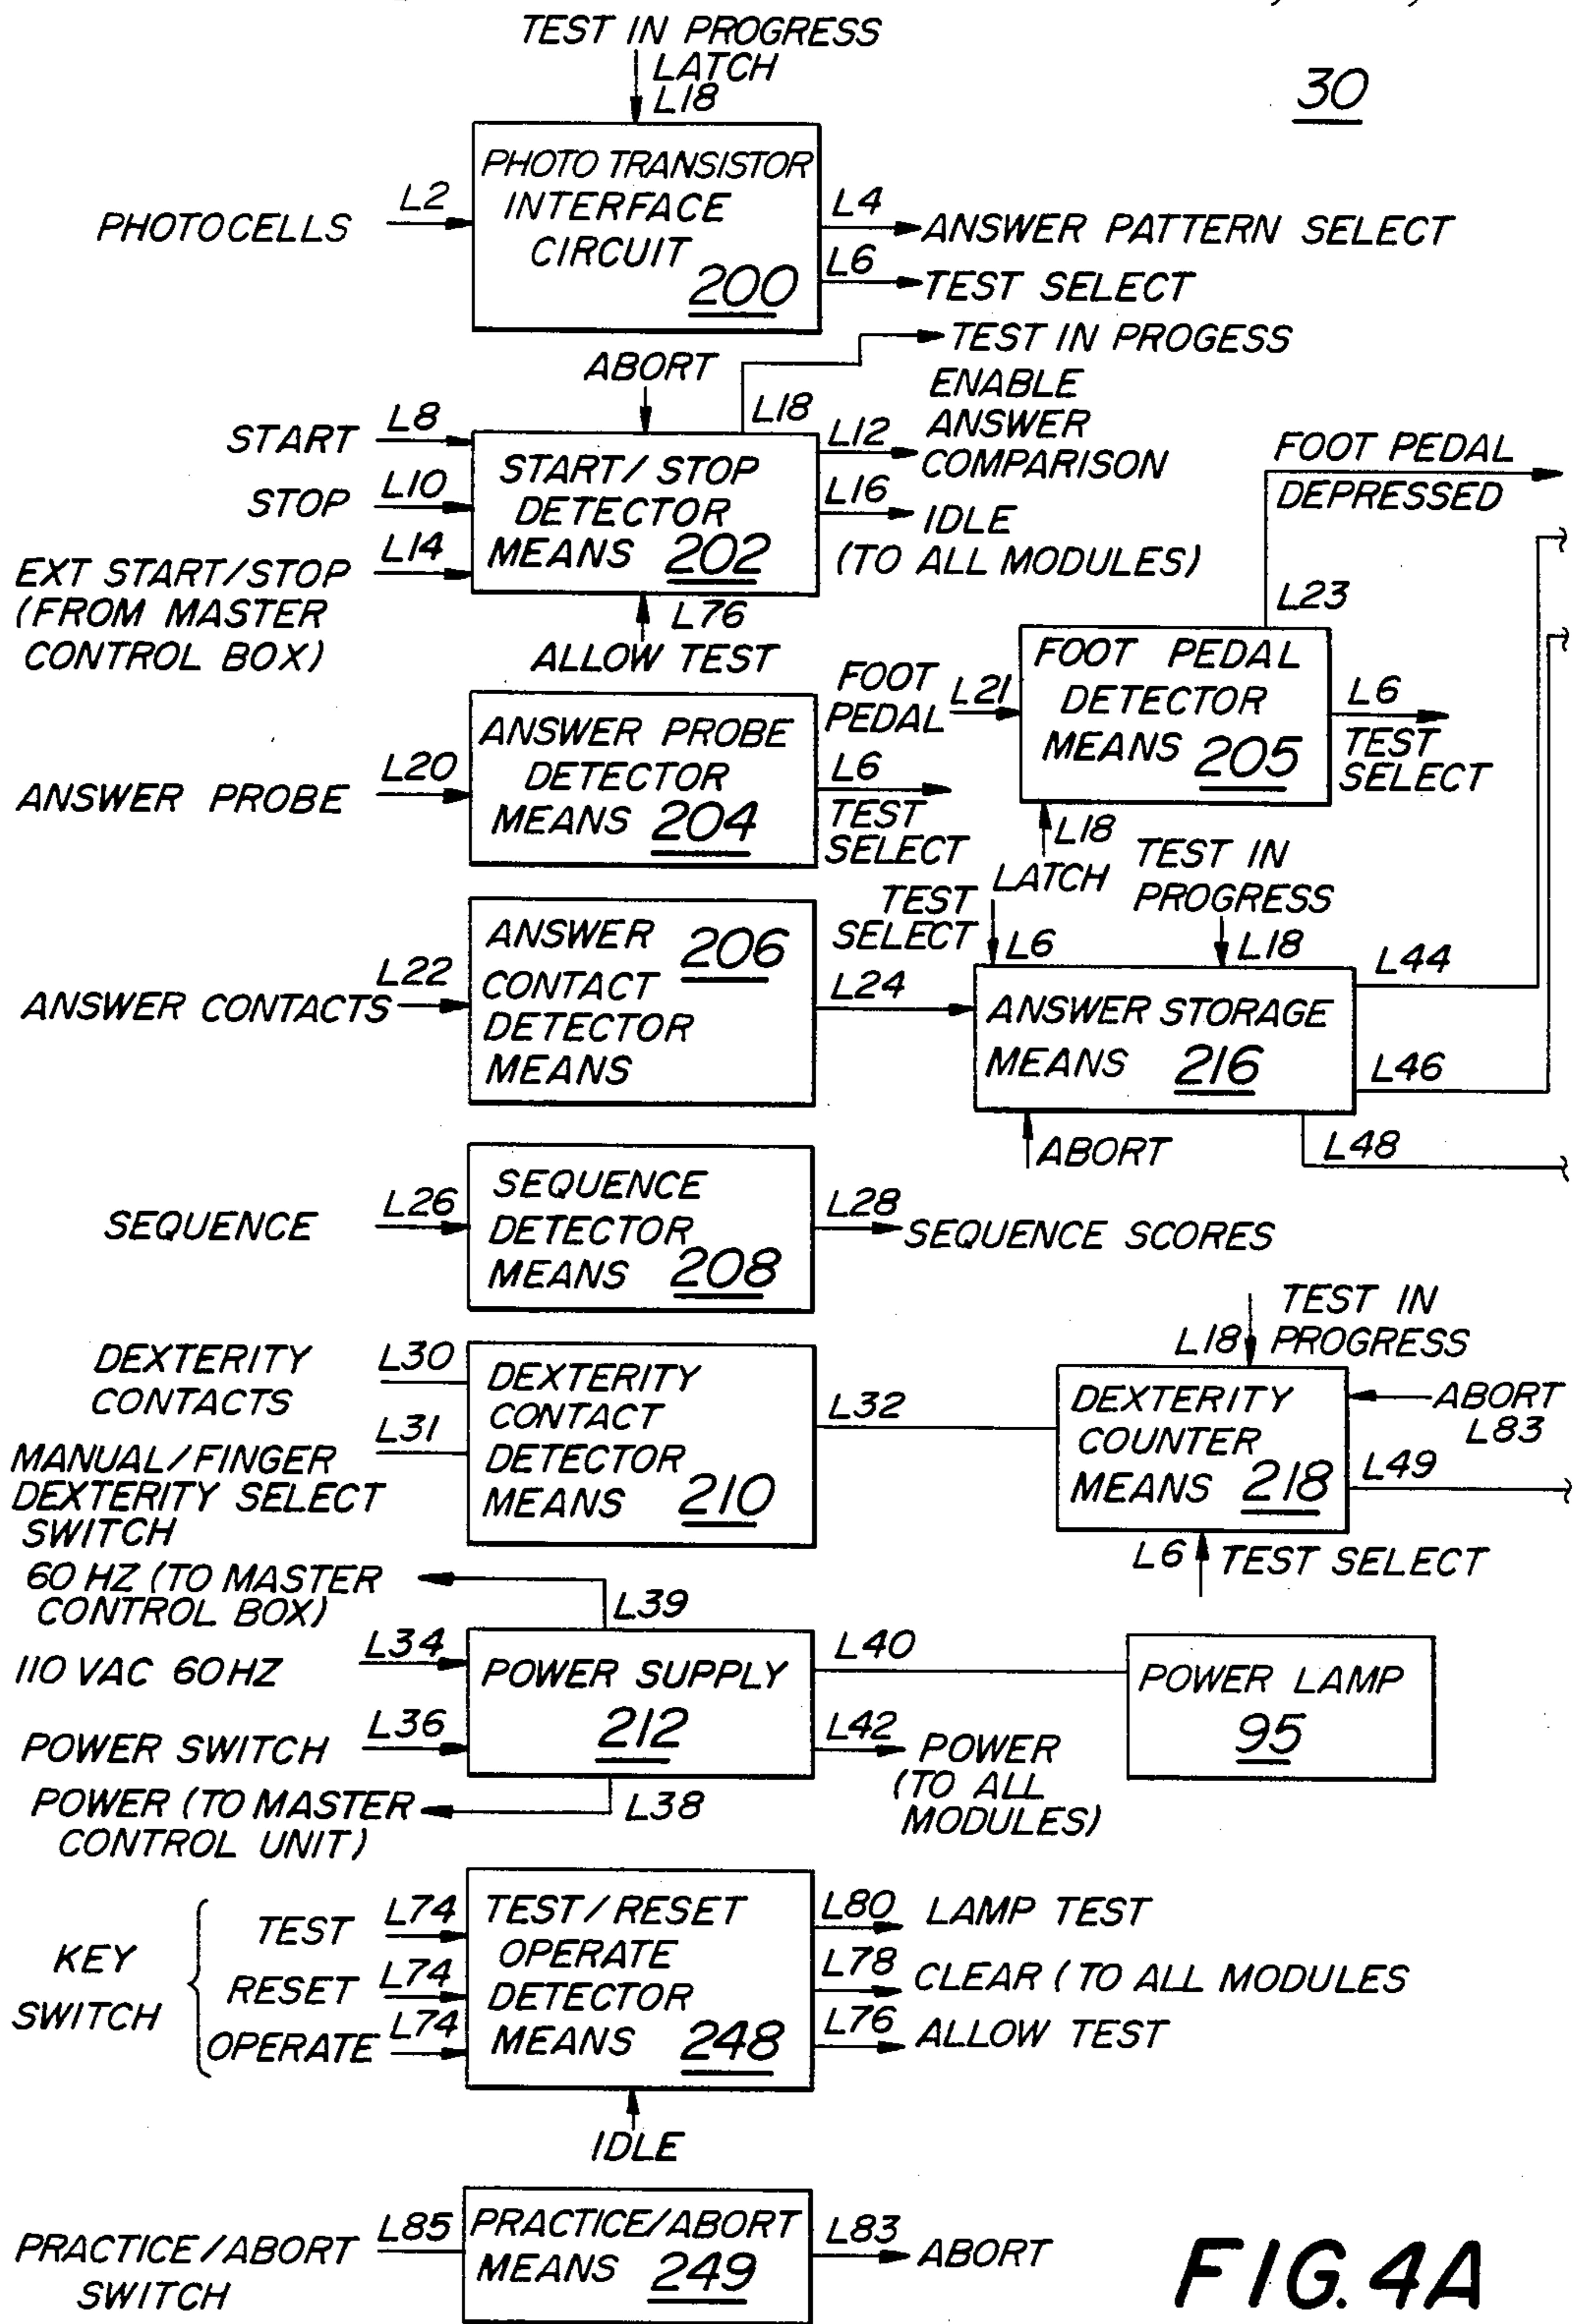 TEST IN PROGRESS
LATCH
L18
30
PHOTOCELLS
L2
PHOTO TRANSISTOR
INTERFACE
CIRCUIT
200
L4
ANSWER PATTERN SELECT
L6
TEST SELECT
TEST IN PROGESS
ABORT
L18
START
L8
STOP
L10
EXT START/STOP
(FROM MASTER
CONTROL BOX)
L14
START/STOP
DETECTOR
MEANS 202
L12
ENABLE
ANSWER
COMPARISON
L16
IDLE
(TO ALL MODULES)
L76
ALLOW TEST
FOOT PEDAL
DEPRESSED
L23
FOOT
PEDAL
L21
FOOT PEDAL
DETECTOR
MEANS 205
L6
TEST
SELECT
L18
LATCH
ANSWER PROBE
L20
ANSWER PROBE
DETECTOR
MEANS 204
L6
TEST
SELECT
ANSWER CONTACTS
L22
ANSWER 206
CONTACT
DETECTOR
MEANS
L24
TEST
SELECT
L6
TEST IN
PROGRESS
L18
ANSWER STORAGE
MEANS 216
L44
L46
L48
ABORT
SEQUENCE
L26
SEQUENCE
DETECTOR
MEANS 208
L28
SEQUENCE SCORES
DEXTERITY
CONTACTS
L30
MANUAL/FINGER
DEXTERITY SELECT
SWITCH
L31
DEXTERITY
CONTACT
DETECTOR
MEANS 210
L32
TEST IN
PROGRESS
L18
DEXTERITY
COUNTER
MEANS 218
ABORT
L83
L49
L6
TEST SELECT
60 HZ (TO MASTER
CONTROL BOX)
L39
110 VAC 60HZ
L34
POWER SWITCH
L36
POWER SUPPLY
212
L40
POWER LAMP
95
L42
POWER
(TO ALL
MODULES)
POWER (TO MASTER
CONTROL UNIT)
L38
KEY
SWITCH
TEST
L74
RESET
L74
OPERATE
L74
TEST/RESET
OPERATE
DETECTOR
MEANS 248
L80
LAMP TEST
L78
CLEAR (TO ALL MODULES
L76
ALLOW TEST
IDLE
PRACTICE/ABORT
SWITCH
L85
PRACTICE/ABORT
MEANS 249
L83
ABORT
FIG.4A